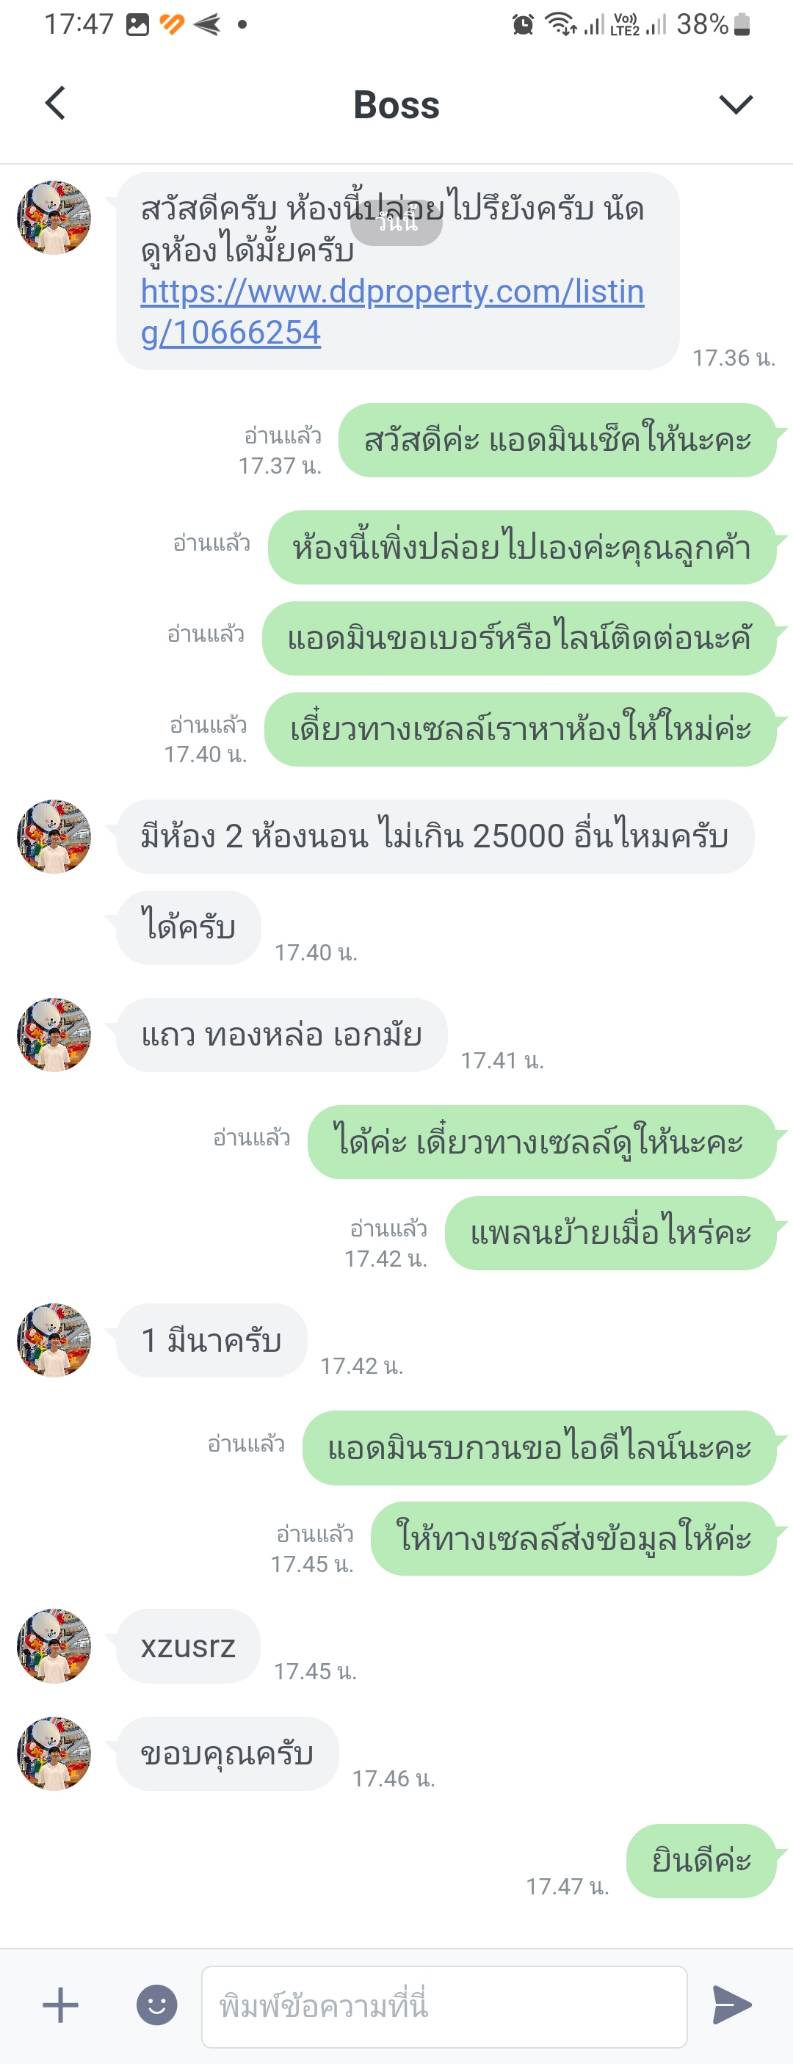 17:47
Vo)) LTE2 38%
Boss
สวัสดีครับ ห้องนี้ปล่อยไปรึยังครับ นัด
วันนี้
ดูห้องได้มั้ยครับ
https://www.ddproperty.com/listin
g/10666254
17.36 น.
อ่านแล้ว
17.37 น.
สวัสดีค่ะ แอดมินเช็คให้นะคะ
อ่านแล้ว
ห้องนี้เพิ่งปล่อยไปเองค่ะคุณลูกค้า
อ่านแล้ว
แอดมินขอเบอร์หรือไลน์ติดต่อนะคั
อ่านแล้ว
17.40 น.
เดี๋ยวทางเซลล์เราหาห้องให้ใหม่ค่ะ
มีห้อง 2 ห้องนอน ไม่เกิน 25000 อื่นไหมครับ
ได้ครับ
17.40 น.
แถว ทองหล่อ เอกมัย
17.41 น.
อ่านแล้ว
ได้ค่ะ เดี๋ยวทางเซลล์ดูให้นะคะ
อ่านแล้ว
17.42 น.
แพลนย้ายเมื่อไหร่คะ
1 มีนาครับ
17.42 น.
อ่านแล้ว
แอดมินรบกวนขอไอดีไลน์นะคะ
อ่านแล้ว
17.45 น.
ให้ทางเซลล์ส่งข้อมูลให้ค่ะ
xzusrz
17.45 น.
ขอบคุณครับ
17.46 น.
ยินดีค่ะ
17.47 น.
พิมพ์ข้อความที่นี่